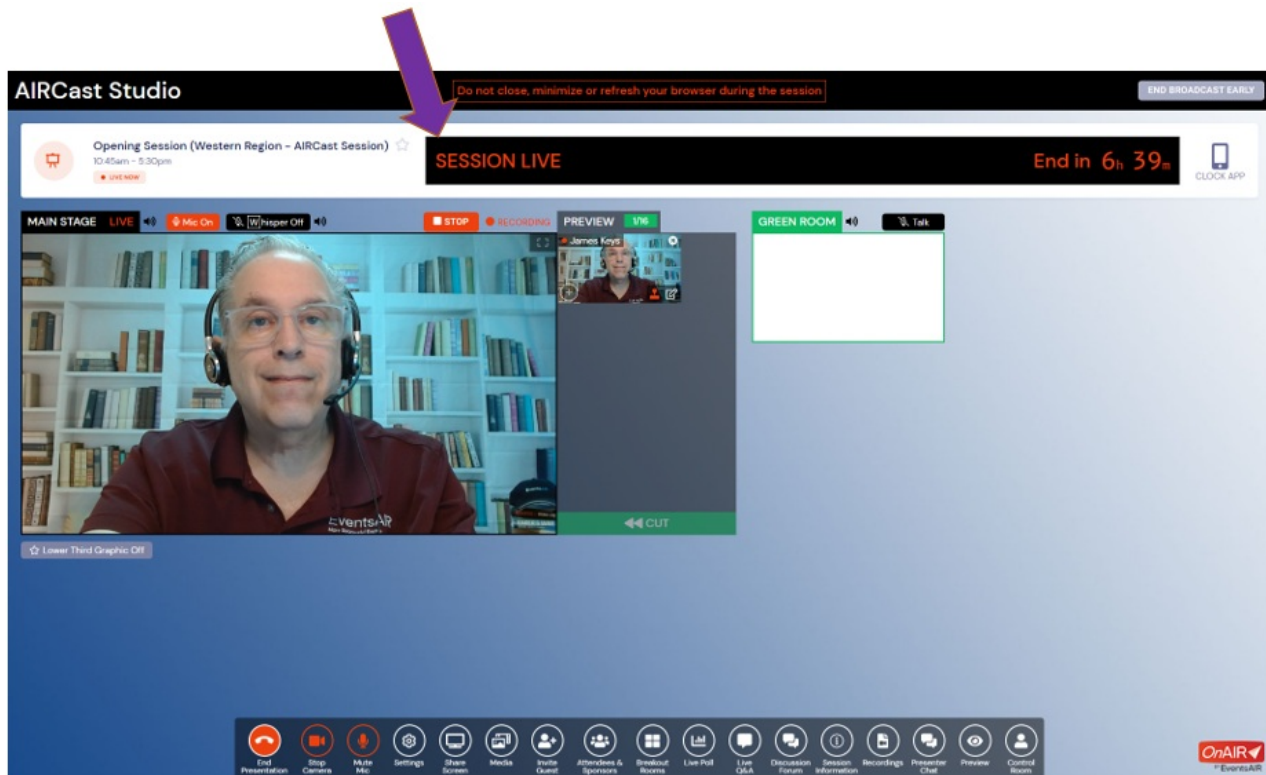 AIRCast Studio
Do not close, minimize or refresh your browser during the session
END BROADCAST EARLY
Opening Session (Western Region - AIRCast Session)
10:45am - 5:30pm
LIVE NOW
SESSION LIVE
End in 6h 39m
CLOCK APP
MAIN STAGE LIVE
Mic On
Whisper Off
STOP
RECORDING
PREVIEW
1/16
GREEN ROOM
Talk
James Keys
EventsAIR
CUT
Lower Third Graphic Off
End Presentation
Stop Camera
Mute Mic
Settings
Share Screen
Media
Invite Guest
Attendees & Sponsors
Breakout Rooms
Live Poll
Live Q&A
Discussion Forum
Session Information
Recordings
Presenter Chat
Preview
Control Room
OnAIR
BY EventsAIR